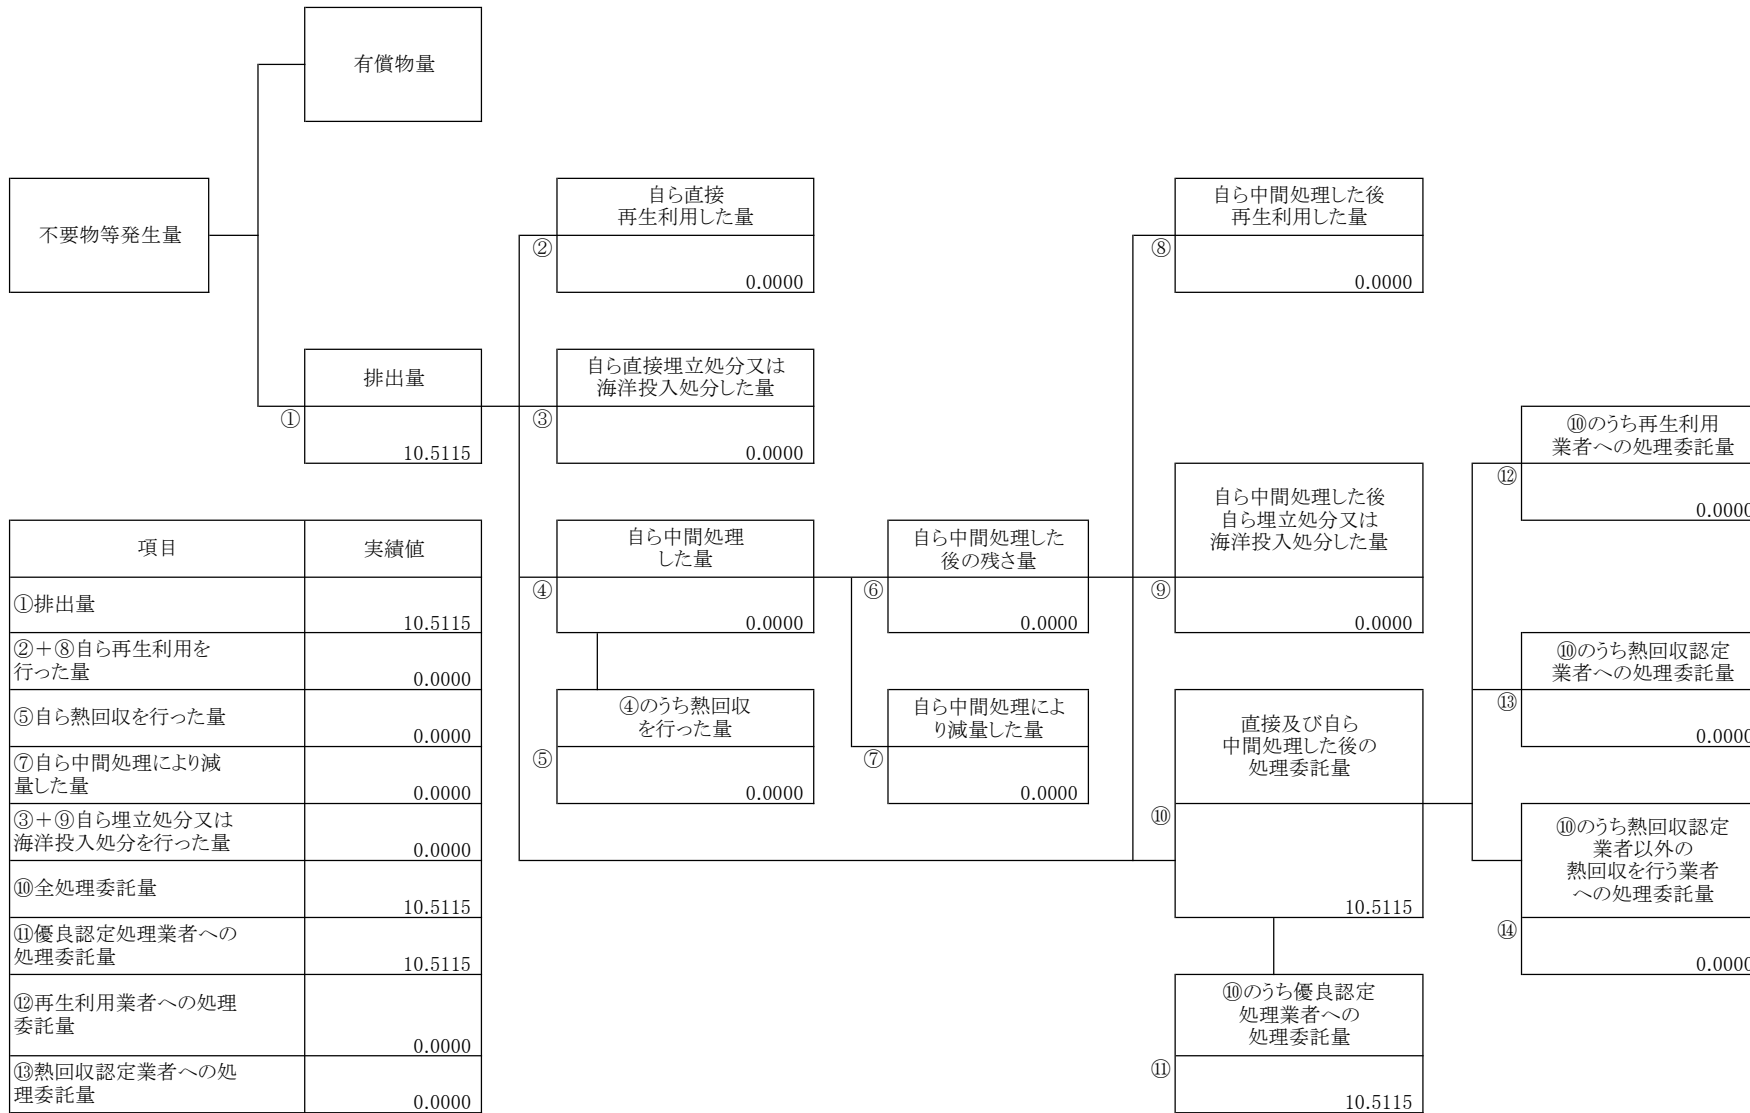 有償物量
不要物等発生量
自ら直接
再生利用した量
②
0.0000
自ら中間処理した後
再生利用した量
⑧
0.0000
排出量
①
10.5115
自ら直接埋立処分又は
海洋投入処分した量
③
0.0000
⑩のうち再生利用
業者への処理委託量
⑫
0.0000
自ら中間処理
した量
④
0.0000
自ら中間処理した
後の残さ量
⑥
0.0000
自ら中間処理した後
自ら埋立処分又は
海洋投入処分した量
⑨
0.0000
⑩のうち熱回収認定
業者への処理委託量
⑬
0.0000
④のうち熱回収
を行った量
⑤
0.0000
自ら中間処理によ
り減量した量
⑦
0.0000
直接及び自ら
中間処理した後の
処理委託量
⑩
10.5115
⑩のうち熱回収認定
業者以外の
熱回収を行う業者
への処理委託量
⑭
0.0000
⑩のうち優良認定
処理業者への
処理委託量
⑪
10.5115
項目 実績値
①排出量
10.5115
②+⑧自ら再生利用を
行った量
0.0000
⑤自ら熱回収を行った量
0.0000
⑦自ら中間処理により減
量した量
0.0000
③+⑨自ら埋立処分又は
海洋投入処分を行った量
0.0000
⑩全処理委託量
10.5115
⑪優良認定処理業者への
処理委託量
10.5115
⑫再生利用業者への処理
委託量
0.0000
⑬熱回収認定業者への処
理委託量
0.0000